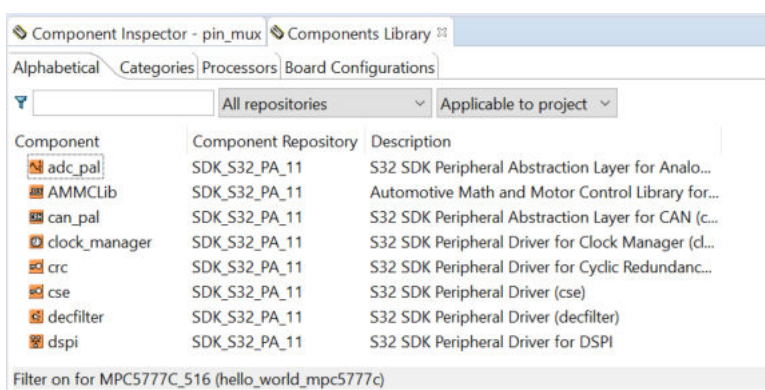 Component Inspector - pin_mux Components Library
Alphabetical Categories Processors Board Configurations
All repositories Applicable to project
Component Component Repository Description
adc_pal SDK_S32_PA_11 S32 SDK Peripheral Abstraction Layer for Analo...
AMMCLib SDK_S32_PA_11 Automotive Math and Motor Control Library for...
can_pal SDK_S32_PA_11 S32 SDK Peripheral Abstraction Layer for CAN (c...
clock_manager SDK_S32_PA_11 S32 SDK Peripheral Driver for Clock Manager (cl...
crc SDK_S32_PA_11 S32 SDK Peripheral Driver for Cyclic Redundanc...
cse SDK_S32_PA_11 S32 SDK Peripheral Driver (cse)
decfilter SDK_S32_PA_11 S32 SDK Peripheral Driver (decfilter)
dspi SDK_S32_PA_11 S32 SDK Peripheral Driver for DSPI
Filter on for MPC5777C_516 (hello_world_mpc5777c)